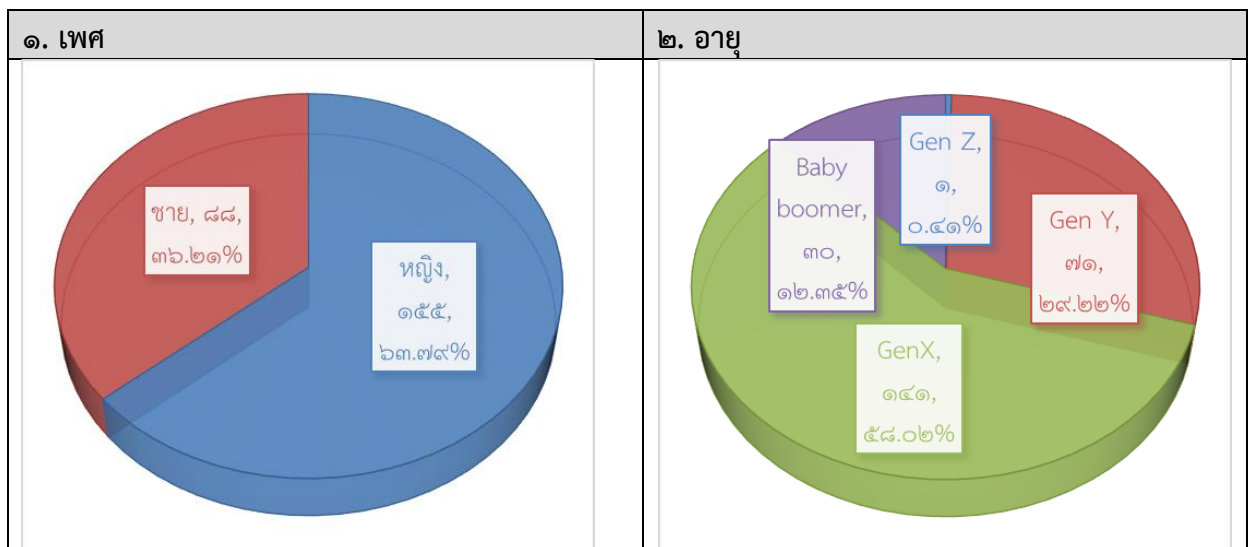 ๑. เพศ
๒. อายุ
ชาย, ๘๘,
๓๖.๒๑%
หญิง,
๑๕๕,
๖๓.๗๙%
Gen Z,
๑,
๐.๔๑%
Baby
boomer,
๓๐,
๑๒.๓๕%
Gen Y,
๗๑,
๒๙.๒๒%
GenX,
๑๔๑,
๕๘.๐๒%